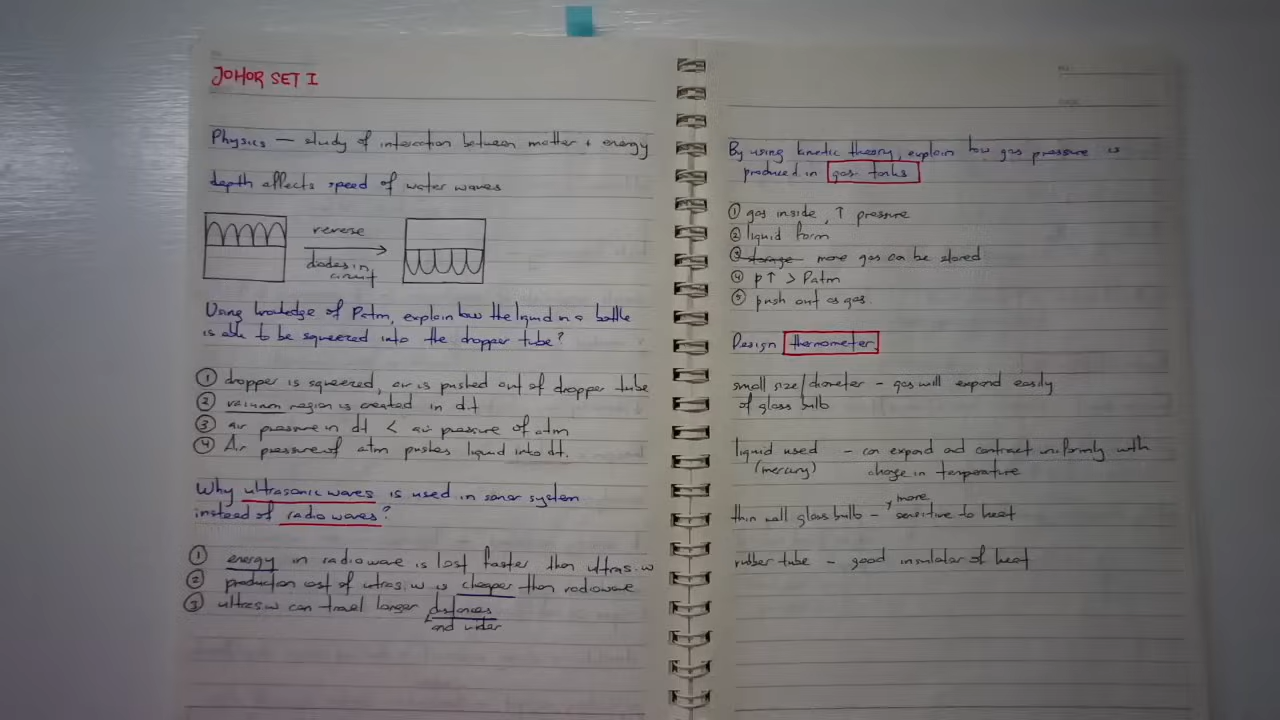 JOHOR SET I
Physics — study of interaction between matter + energy
depth affects speed of water waves
reverse
diodes in
circuit
Using knowledge of Patm, explain how the liquid in a bottle
is able to be squeezed into the dropper tube?
① dropper is squeezed, air is pushed out of dropper tube
② vacuum region is created in d.t
③ air pressure in dt < air pressure of atm
④ Air pressure of atm pushes liquid into dt.
Why ultrasonic waves is used in sonar system
instead of radio waves?
① energy in radiowave is lost faster than ultras.w
② production cost of utras.w is cheaper than radiowave
③ ultrasw can travel longer distances
and wider
By using kinetic theory, explain how gas pressure is
produced in gas tanks
① gas inside, ↑ pressure
② liquid form
③ storage more gas can be stored
④ p↑ > Patm
⑤ push out as gas.
Design thermometer.
small size/diameter - gas will expand easily
of glass bulb
liquid used - can expand and contract uniformly with
(mercury) change in temperature
more
thin wall glass bulb - sensitive to heat
rubber tube - good insulator of heat